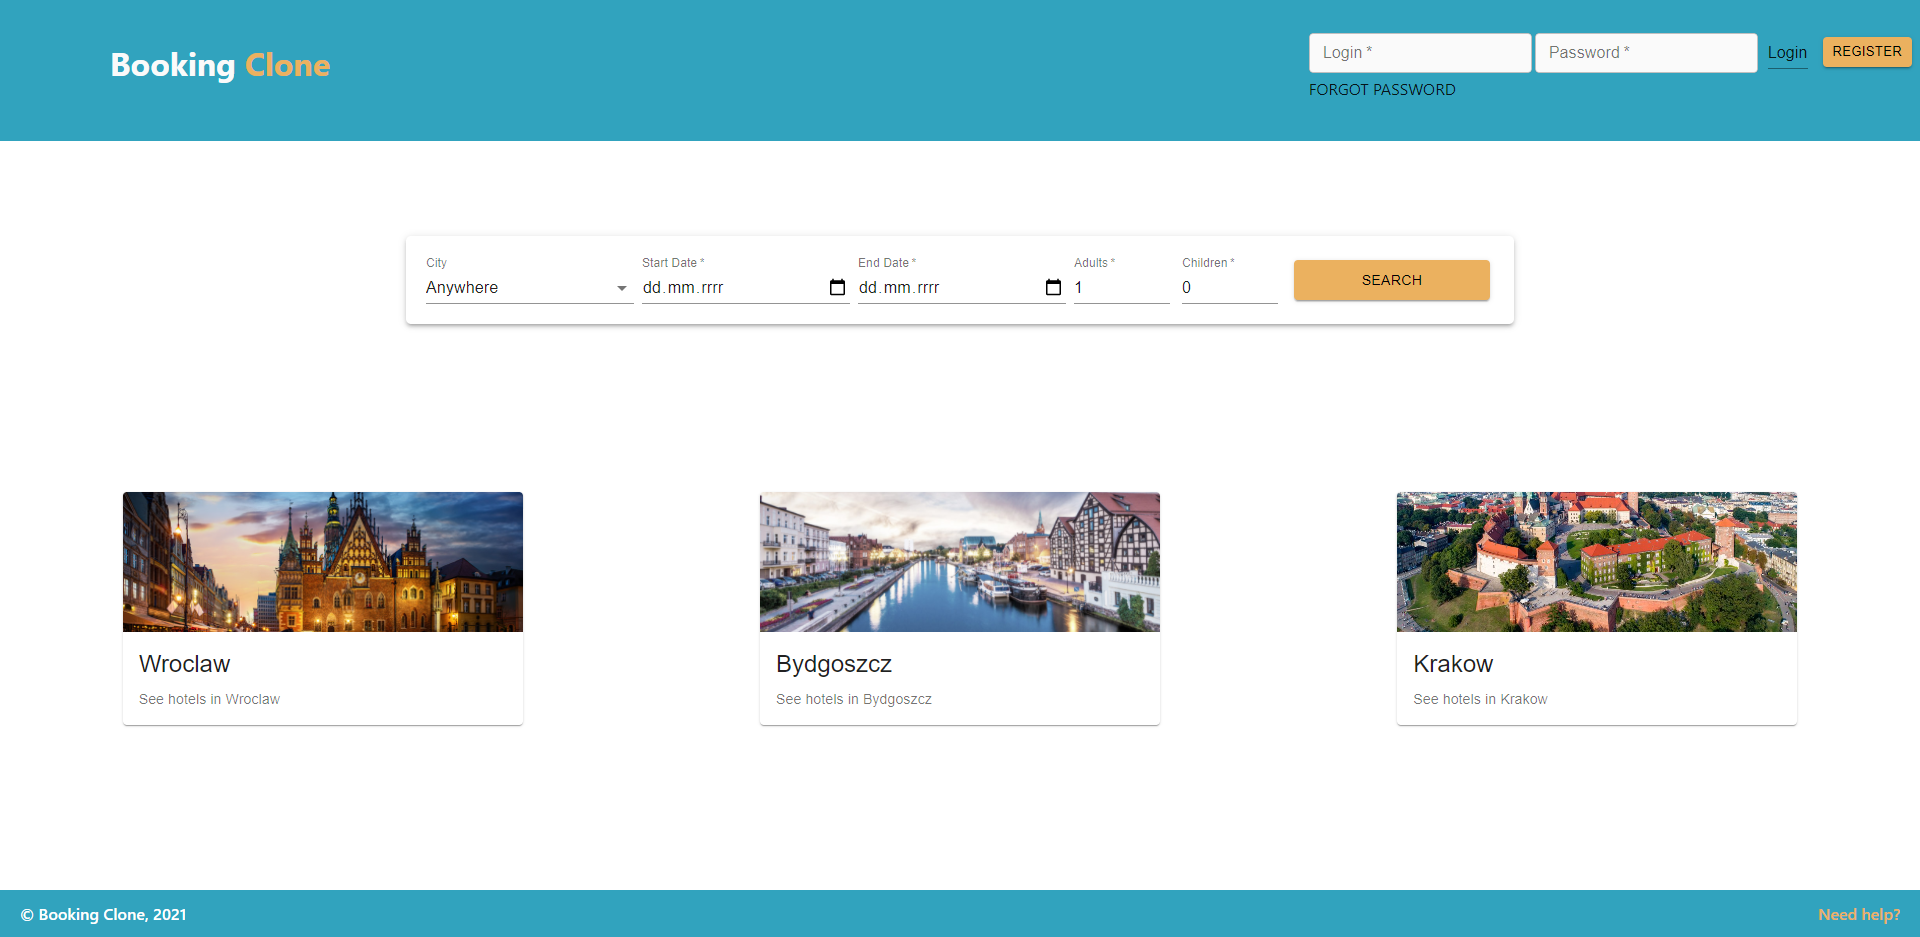 Booking Clone
Login *
Password *
Login
REGISTER
FORGOT PASSWORD
City
Start Date *
End Date *
Adults *
Children *
Anywhere
dd.mm.rrrr
dd.mm.rrrr
1
0
SEARCH
Wroclaw
See hotels in Wroclaw
Bydgoszcz
See hotels in Bydgoszcz
Krakow
See hotels in Krakow
© Booking Clone, 2021
Need help?